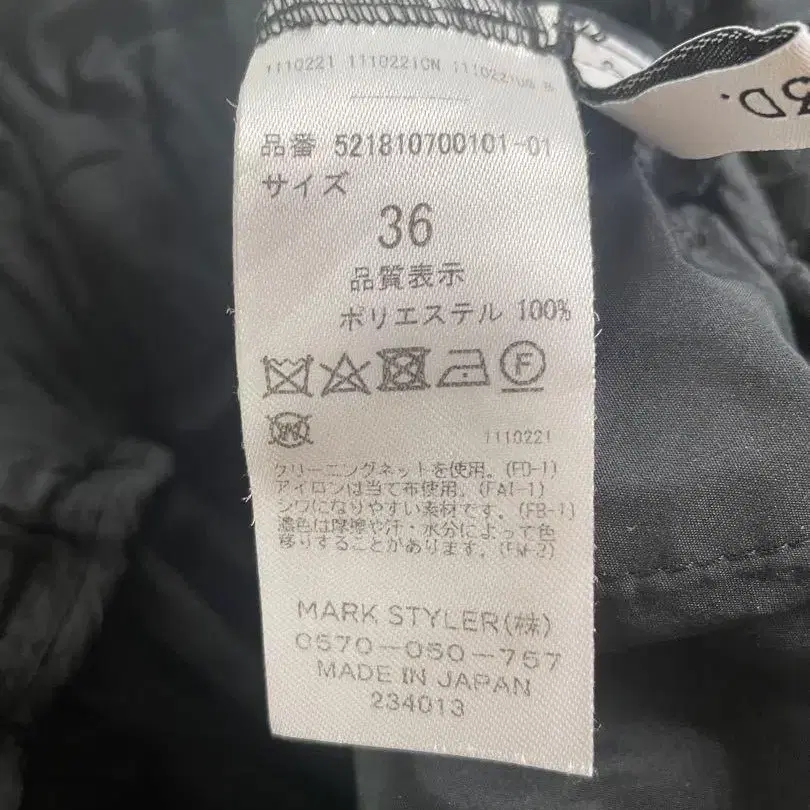 1110221 1110221CN 1110221US B
品番 521810700101-01
サイズ
36
品質表示
ポリエステル 100%
F
W
1110221
クリーニングネットを使用。(FD-1)
アイロンは当て布使用。(FAI-1)
シワになりやすい素材です。(FB-1)
濃色は摩擦や汗・水分によって色
移りすることがあります。(FW-2)
MARK STYLER(株)
0570-050-757
MADE IN JAPAN
234013
D.